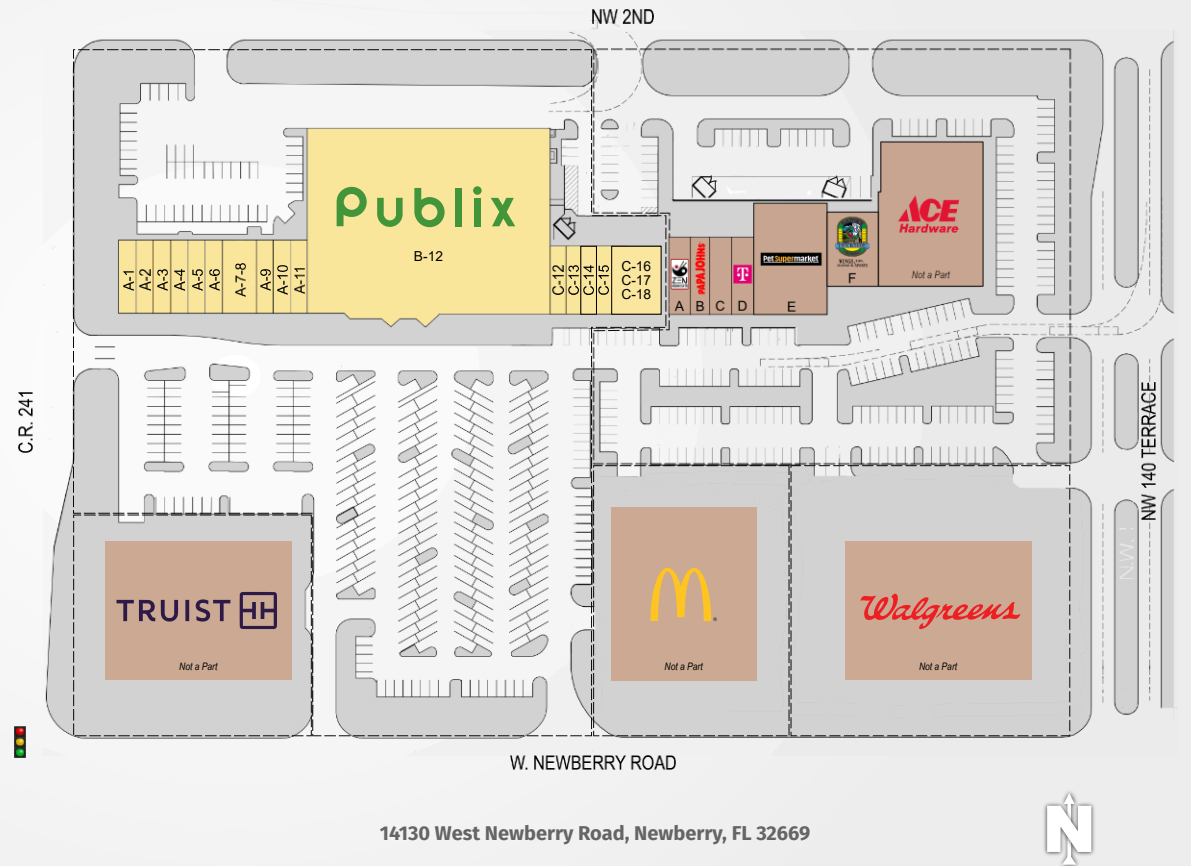 NW 2ND
Publix
B-12
A-1
A-2
A-3
A-4
A-5
A-6
A-7-8
A-9
A-10
A-11
C-12
C-13
C-14
C-15
C-16
C-17
C-18
ZEN
A
PAPA JOHNS
B
C
T
D
PetSupermarket
E
F
ACE
Hardware
Not a Part
C.R. 241
NW 140 TERRACE
TRUIST
Not a Part
M
Not a Part
Walgreens
Not a Part
W. NEWBERRY ROAD
14130 West Newberry Road, Newberry, FL 32669
N